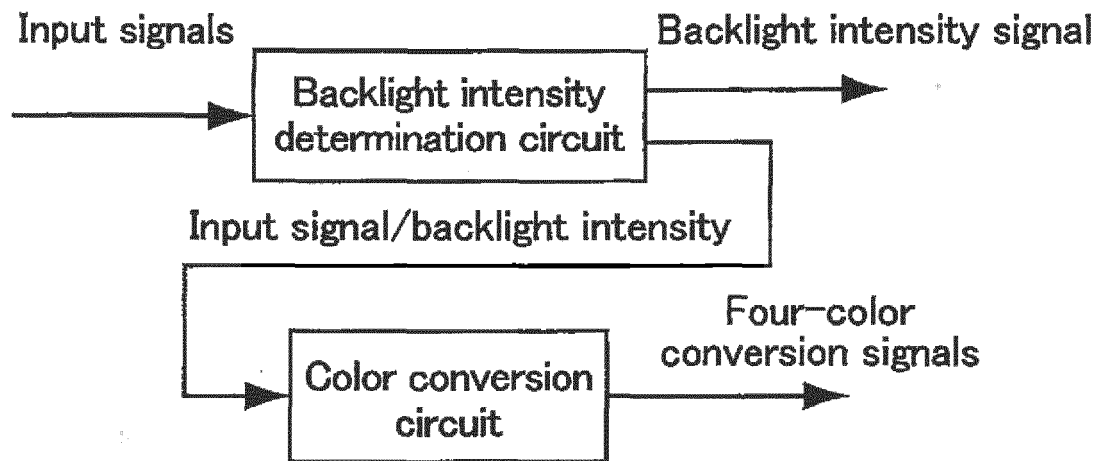 Input signals
Backlight intensity signal
Backlight intensity
determination circuit
Input signal/backlight intensity
Four-color
conversion signals
Color conversion
circuit